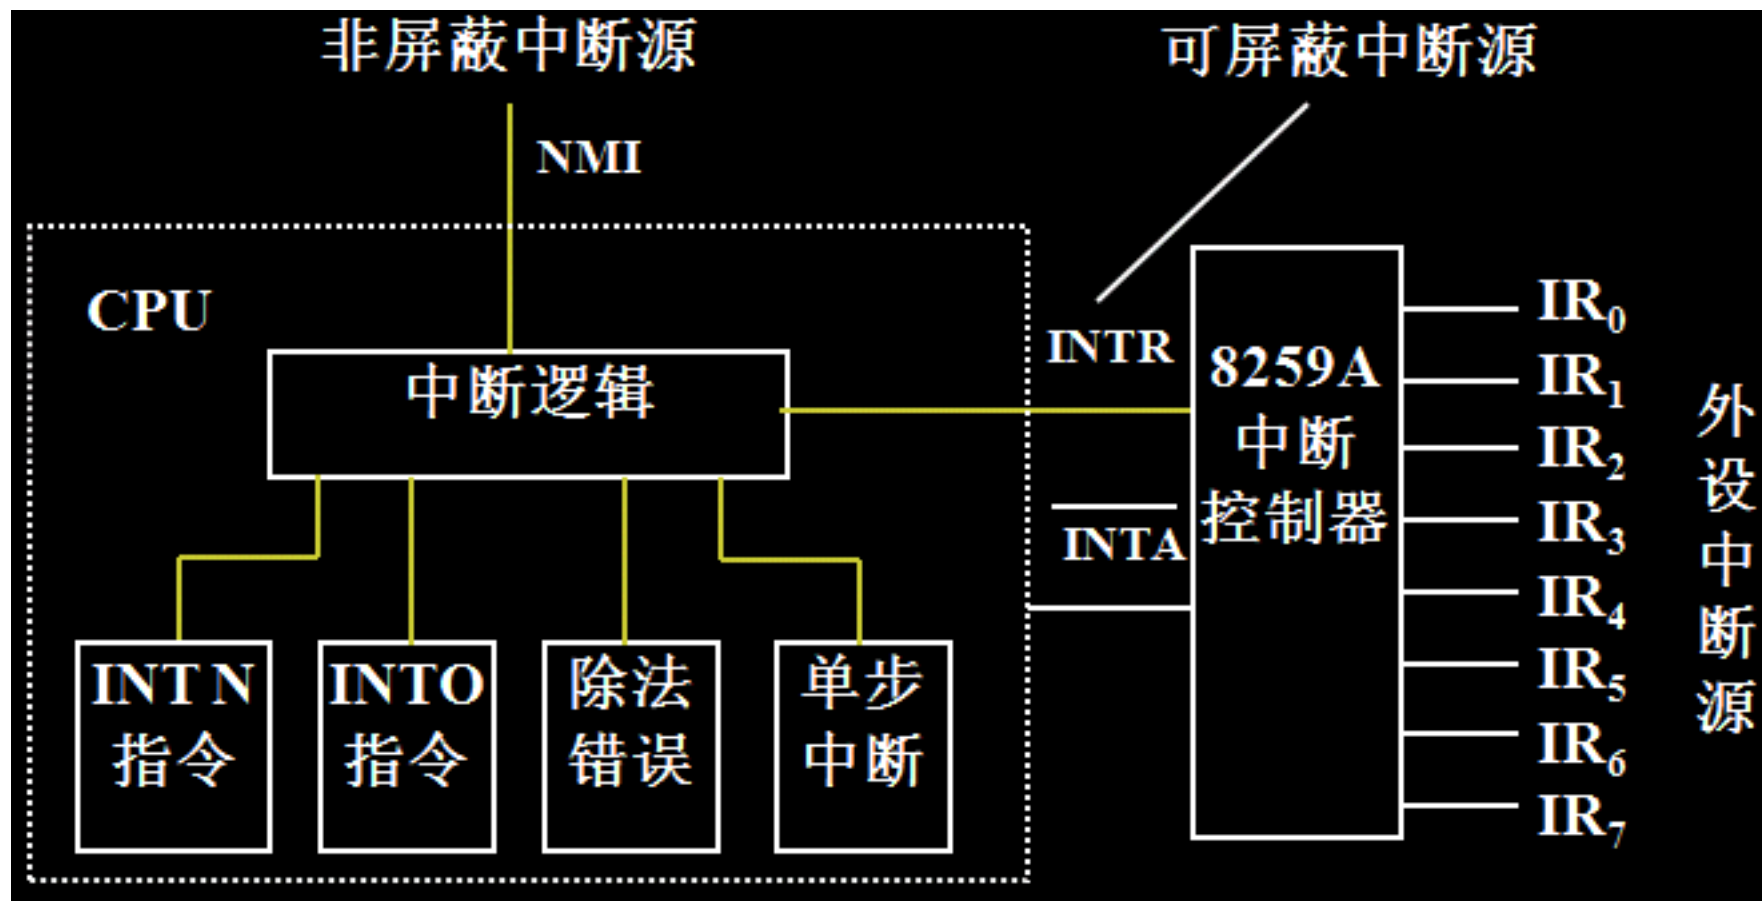 非屏蔽中断源
可屏蔽中断源
NMI
CPU
中断逻辑
INTR
INTA
8259A
中断
控制器
INT N
指令
INTO
指令
除法
错误
单步
中断
IR0
IR1
IR2
IR3
IR4
IR5
IR6
IR7
外设中断源